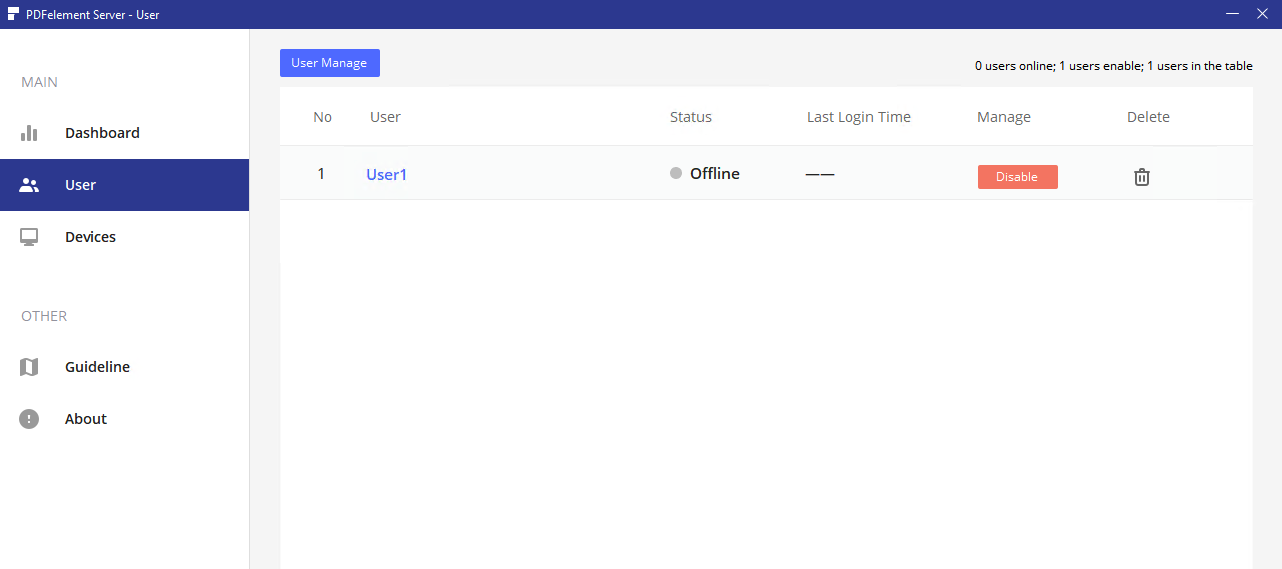 PDFelement Server - User
MAIN
Dashboard
User
Devices
OTHER
Guideline
About
User Manage
0 users online; 1 users enable; 1 users in the table
No User Status Last Login Time Manage Delete
1 User1 Offline —— Disable